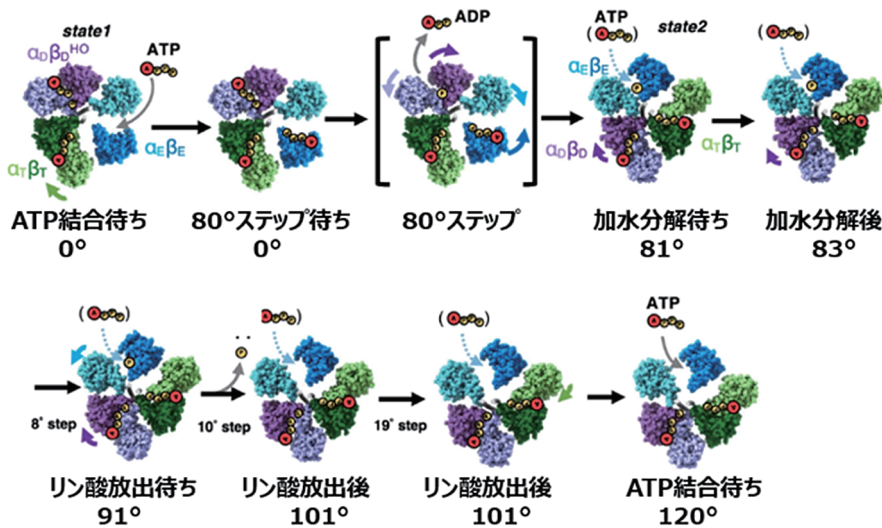 state1
ATP
αDβD^HO
αEβE
αTβT
ATP結合待ち
0°
80°ステップ待ち
0°
ADP
80°ステップ
ATP
state2
αEβE
αDβD
αTβT
加水分解待ち
81°
加水分解後
83°
8° step
リン酸放出待ち
91°
10° step
リン酸放出後
101°
19° step
リン酸放出後
101°
ATP
ATP結合待ち
120°